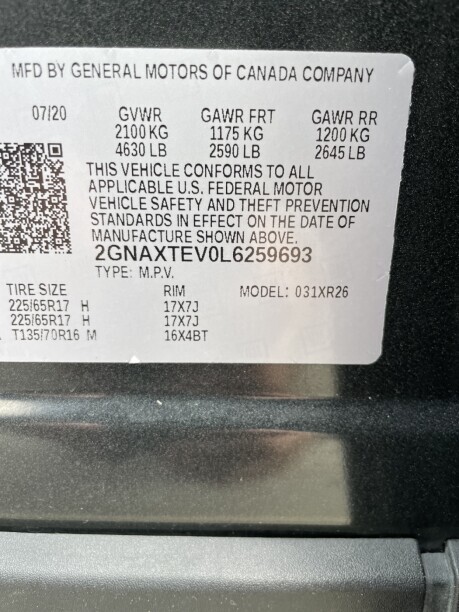 MFD BY GENERAL MOTORS OF CANADA COMPANY
07/20 GVWR GAWR FRT GAWR RR
2100 KG 1175 KG 1200 KG
4630 LB 2590 LB 2645 LB
THIS VEHICLE CONFORMS TO ALL
APPLICABLE U.S. FEDERAL MOTOR
VEHICLE SAFETY AND THEFT PREVENTION
STANDARDS IN EFFECT ON THE DATE OF
MANUFACTURE SHOWN ABOVE.
2GNAXTEV0L6259693
TYPE: M.P.V.
TIRE SIZE RIM MODEL: 031XR26
225/65R17 H 17X7J
225/65R17 H 17X7J
T135/70R16 M 16X4BT